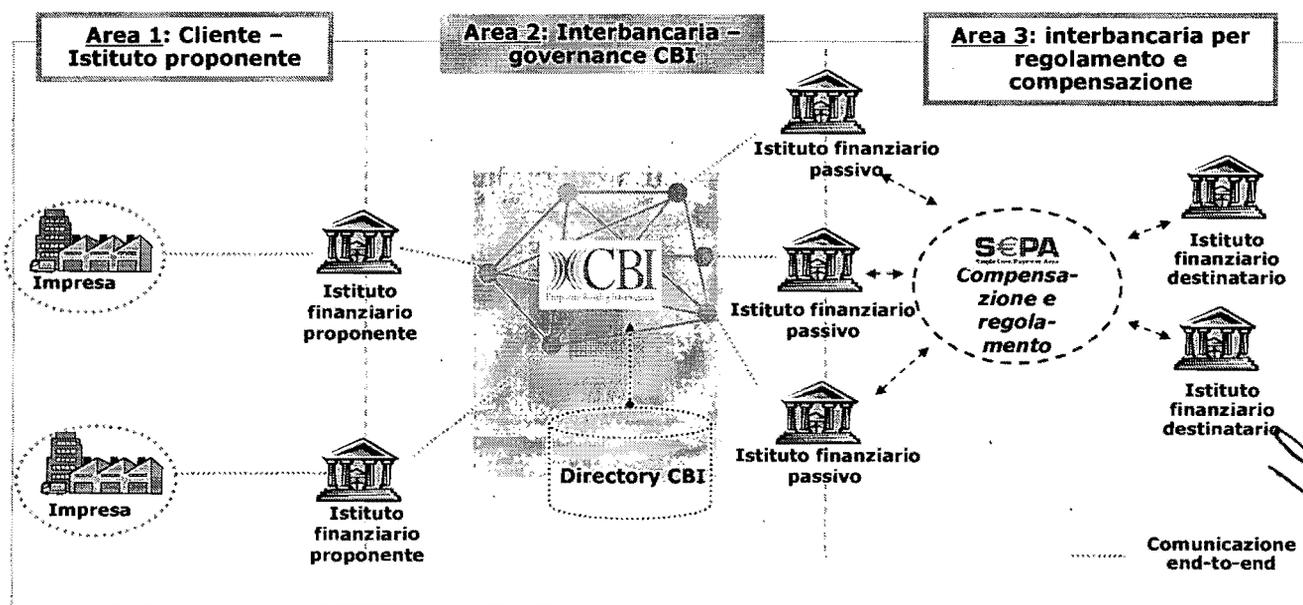 Area 1: Cliente –
Istituto proponente
Area 2: Interbancaria –
governance CBI
Area 3: interbancaria per
regolamento e
compensazione
Istituto finanziario
passivo
Impresa
Istituto
finanziario
proponente
CBI
Istituto finanziario
passivo
S€PA
Compensa-
zione e
regola-
mento
Istituto
finanziario
destinatario
Istituto
finanziario
destinatario
Impresa
Istituto
finanziario
proponente
Directory CBI
Istituto finanziario
passivo
Comunicazione
end-to-end